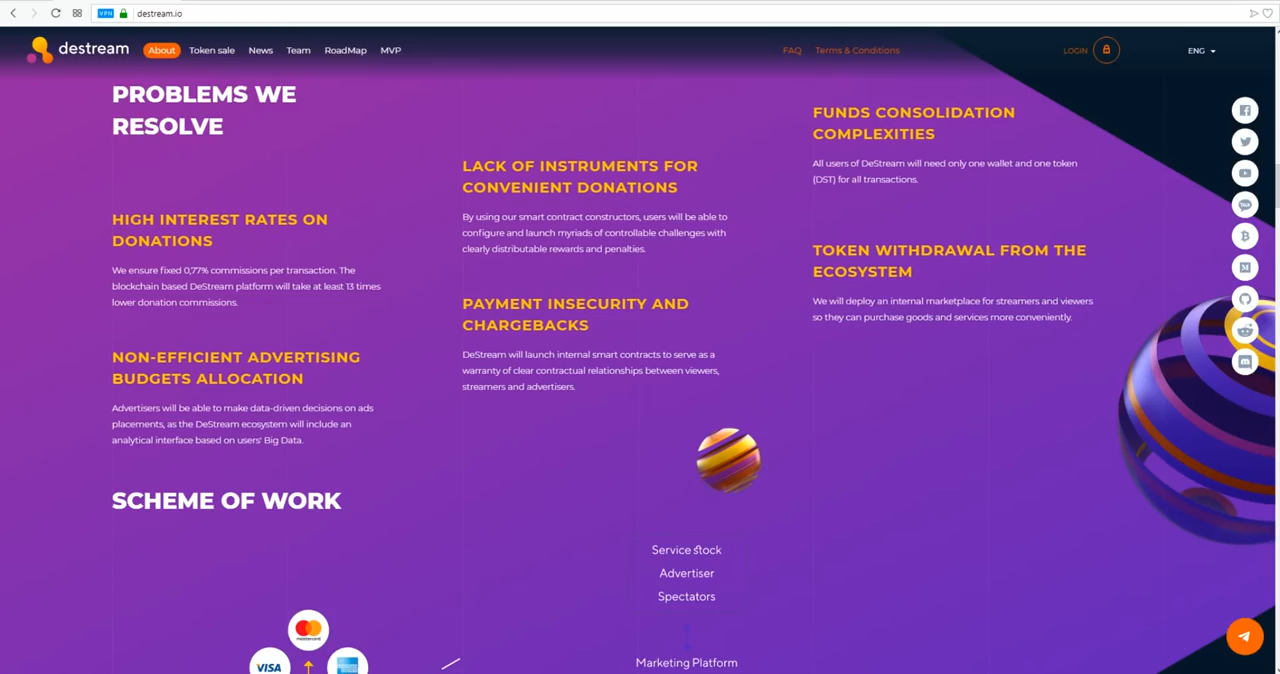 VPN
destream.io
destream
About
Token sale
News
Team
RoadMap
MVP
FAQ
Terms & Conditions
LOGIN
ENG
PROBLEMS WE
RESOLVE
HIGH INTEREST RATES ON
DONATIONS
We ensure fixed 0,77% commissions per transaction. The
blockchain based DeStream platform will take at least 13 times
lower donation commissions.
NON-EFFICIENT ADVERTISING
BUDGETS ALLOCATION
Advertisers will be able to make data-driven decisions on ads
placements, as the DeStream ecosystem will include an
analytical interface based on users' Big Data.
LACK OF INSTRUMENTS FOR
CONVENIENT DONATIONS
By using our smart contract constructors, users will be able to
configure and launch myriads of controllable challenges with
clearly distributable rewards and penalties.
PAYMENT INSECURITY AND
CHARGEBACKS
DeStream will launch internal smart contracts to serve as a
warranty of clear contractual relationships between viewers,
streamers and advertisers.
FUNDS CONSOLIDATION
COMPLEXITIES
All users of DeStream will need only one wallet and one token
(DST) for all transactions.
TOKEN WITHDRAWAL FROM THE
ECOSYSTEM
We will deploy an internal marketplace for streamers and viewers
so they can purchase goods and services more conveniently.
SCHEME OF WORK
Service stock
Advertiser
Spectators
Marketing Platform
mastercard
VISA